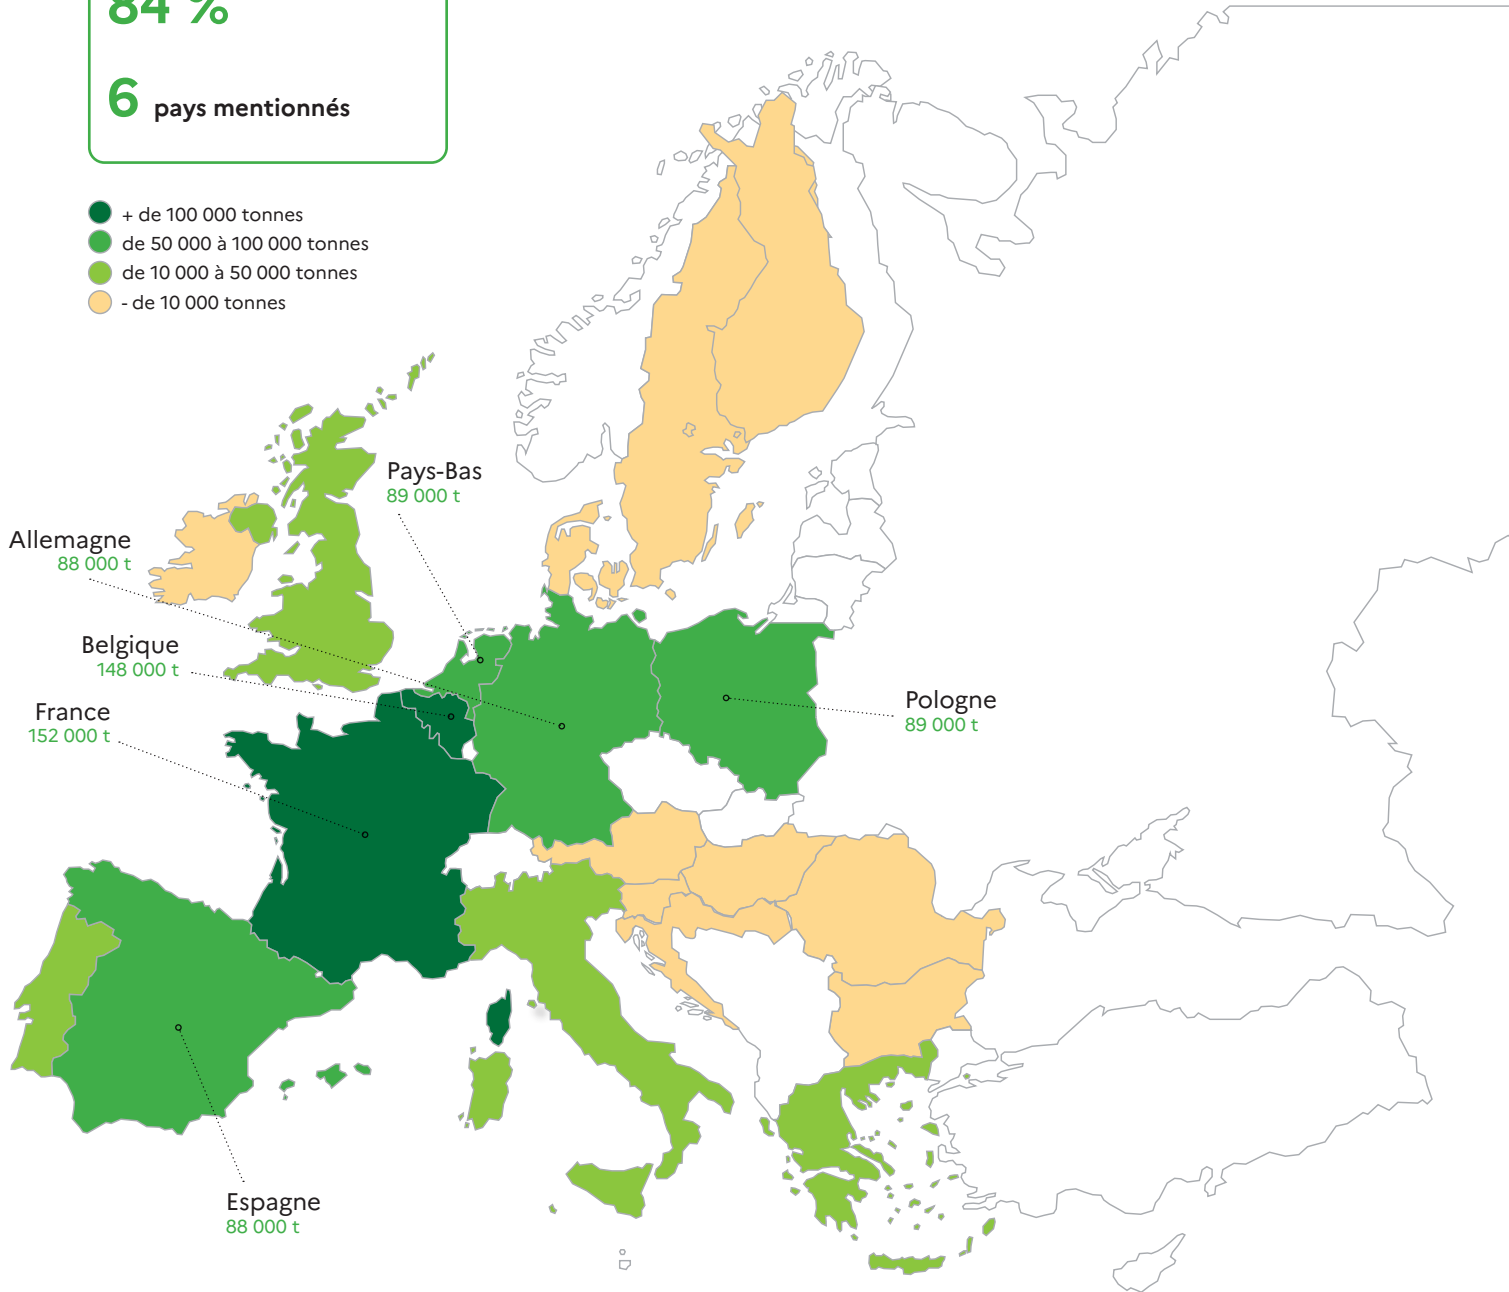 84 %
6 pays mentionnés
+ de 100 000 tonnes
de 50 000 à 100 000 tonnes
de 10 000 à 50 000 tonnes
- de 10 000 tonnes
Pays-Bas
89 000 t
Allemagne
88 000 t
Belgique
148 000 t
France
152 000 t
Pologne
89 000 t
Espagne
88 000 t